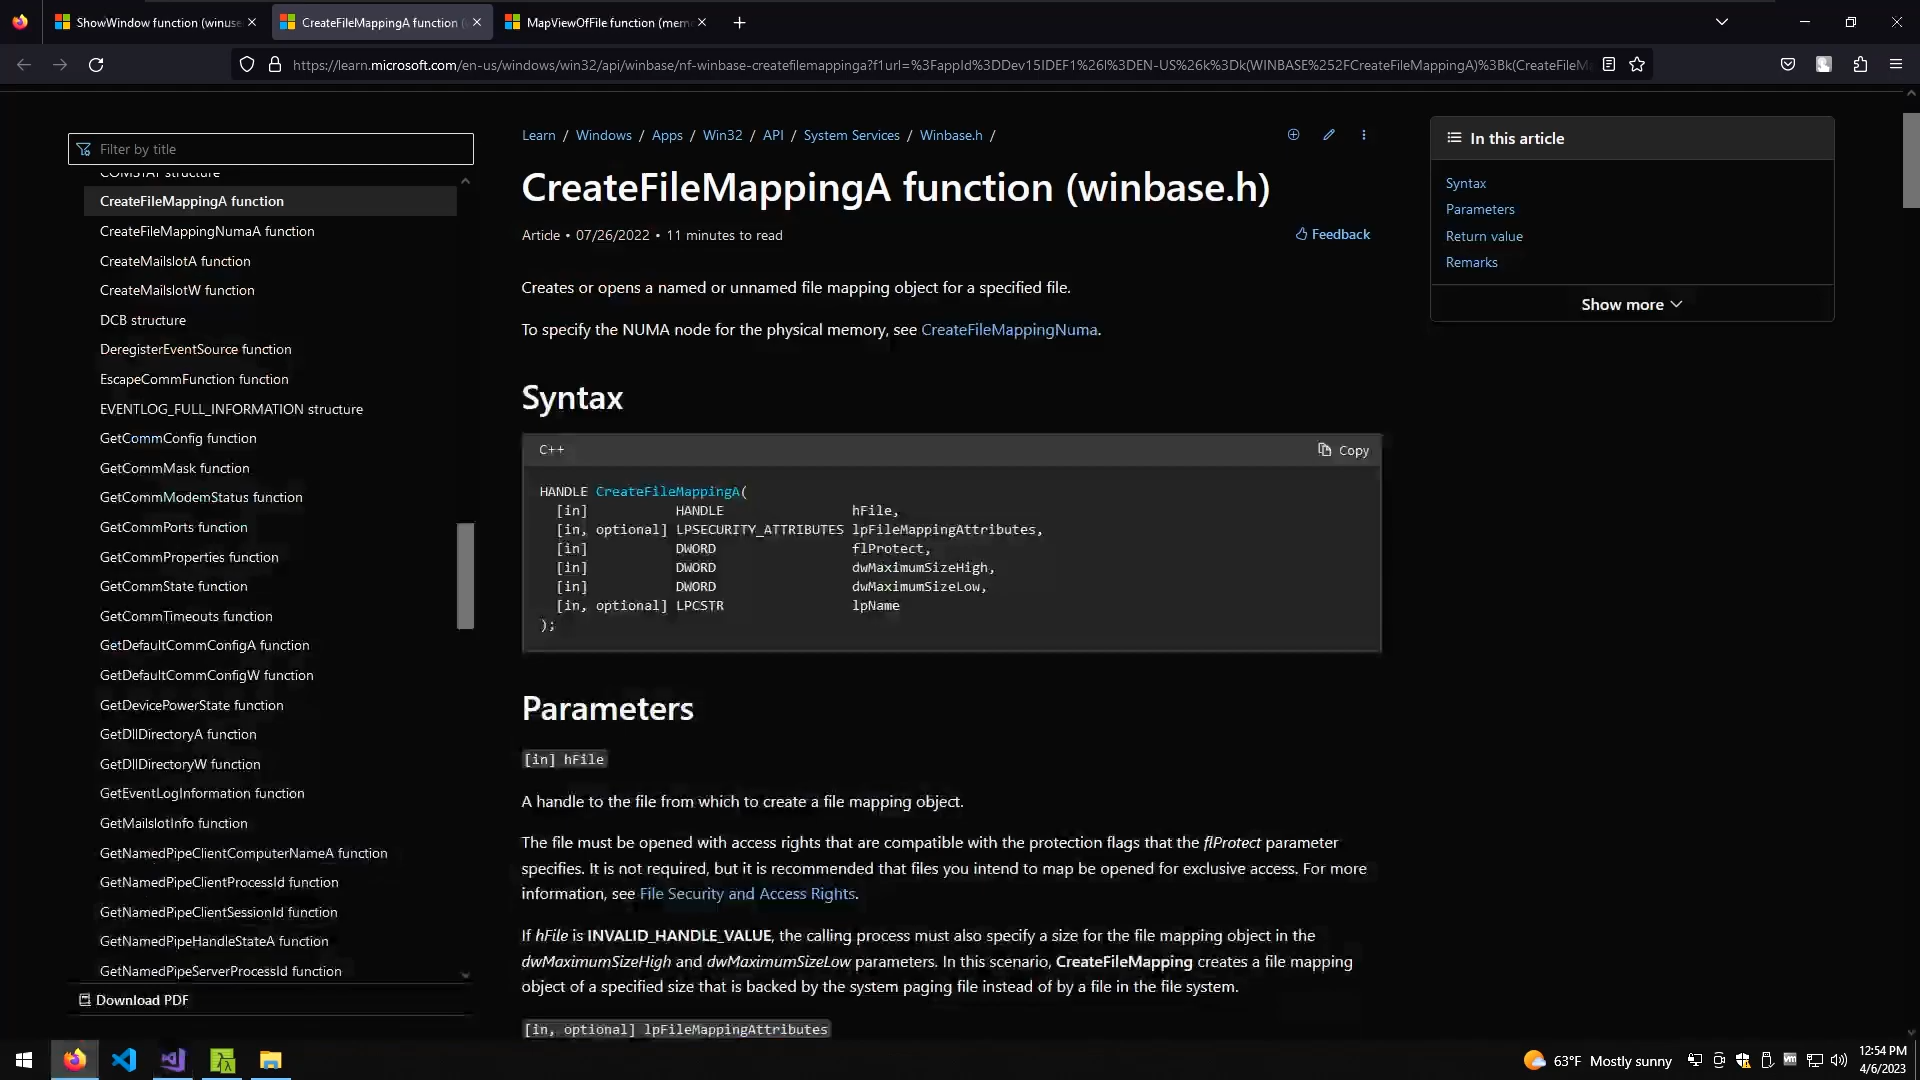 ShowWindow function (winuse
CreateFileMappingA function (
MapViewOfFile function (mem
https://learn.microsoft.com/en-us/windows/win32/api/winbase/nf-winbase-createfilemappinga?f1url=%3FappId%3DDev15IDEF1%26l%3DEN-US%26k%3Dk(WINBASE%252FCreateFileMappingA)%3Bk(CreateFileM
Filter by title
COMSTAT structure
CreateFileMappingA function
CreateFileMappingNumaA function
CreateMailslotA function
CreateMailslotW function
DCB structure
DeregisterEventSource function
EscapeCommFunction function
EVENTLOG_FULL_INFORMATION structure
GetCommConfig function
GetCommMask function
GetCommModemStatus function
GetCommPorts function
GetCommProperties function
GetCommState function
GetCommTimeouts function
GetDefaultCommConfigA function
GetDefaultCommConfigW function
GetDevicePowerState function
GetDllDirectoryA function
GetDllDirectoryW function
GetEventLogInformation function
GetMailslotInfo function
GetNamedPipeClientComputerNameA function
GetNamedPipeClientProcessId function
GetNamedPipeClientSessionId function
GetNamedPipeHandleStateA function
GetNamedPipeServerProcessId function
Download PDF
Learn / Windows / Apps / Win32 / API / System Services / Winbase.h /
CreateFileMappingA function (winbase.h)
Article • 07/26/2022 • 11 minutes to read
Feedback
Creates or opens a named or unnamed file mapping object for a specified file.
To specify the NUMA node for the physical memory, see CreateFileMappingNuma.
Syntax
C++
Copy
HANDLE CreateFileMappingA(
[in] HANDLE hFile,
[in, optional] LPSECURITY_ATTRIBUTES lpFileMappingAttributes,
[in] DWORD flProtect,
[in] DWORD dwMaximumSizeHigh,
[in] DWORD dwMaximumSizeLow,
[in, optional] LPCSTR lpName
);
Parameters
[in] hFile
A handle to the file from which to create a file mapping object.
The file must be opened with access rights that are compatible with the protection flags that the flProtect parameter
specifies. It is not required, but it is recommended that files you intend to map be opened for exclusive access. For more
information, see File Security and Access Rights.
If hFile is INVALID_HANDLE_VALUE, the calling process must also specify a size for the file mapping object in the
dwMaximumSizeHigh and dwMaximumSizeLow parameters. In this scenario, CreateFileMapping creates a file mapping
object of a specified size that is backed by the system paging file instead of by a file in the file system.
[in, optional] lpFileMappingAttributes
In this article
Syntax
Parameters
Return value
Remarks
Show more
63°F Mostly sunny
12:54 PM
4/6/2023